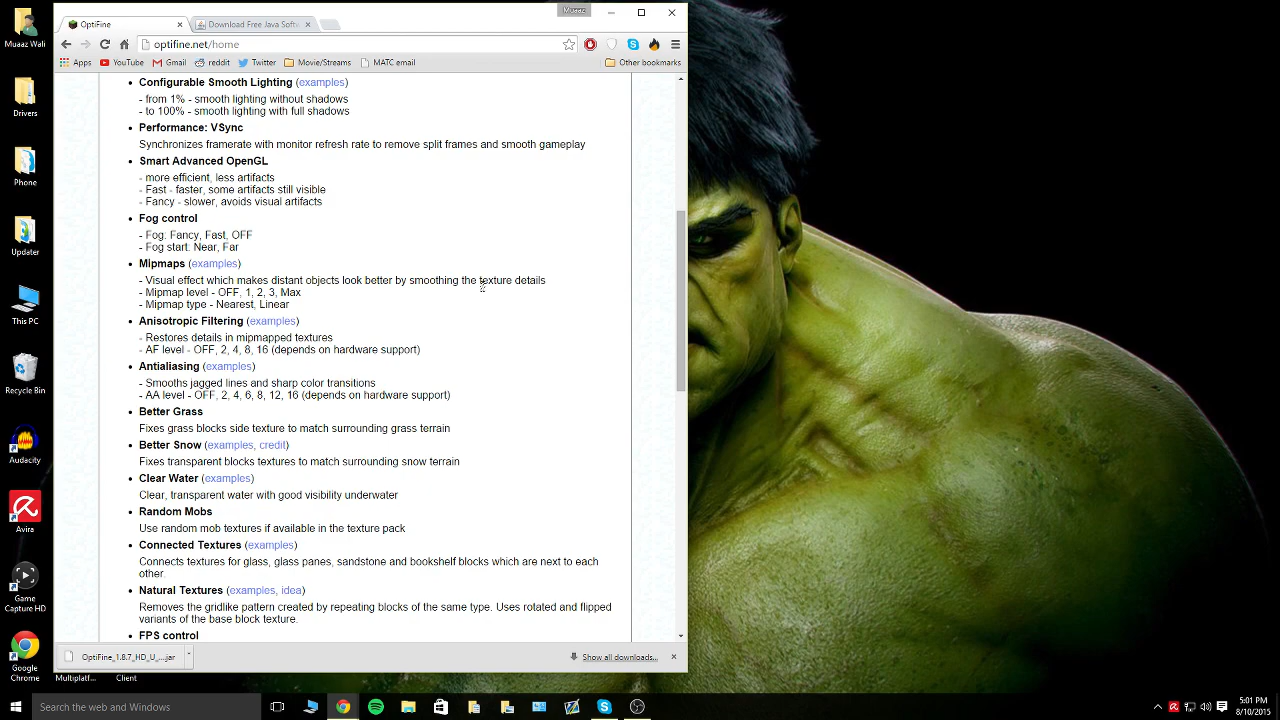 Muaaz
OptiFine
Download Free Java Softw
optifine.net/home
Apps
YouTube
Gmail
reddit
Twitter
Movie/Streams
MATC email
Other bookmarks
• Configurable Smooth Lighting (examples)
- from 1% - smooth lighting without shadows
- to 100% - smooth lighting with full shadows
• Performance: VSync
Synchronizes framerate with monitor refresh rate to remove split frames and smooth gameplay
• Smart Advanced OpenGL
- more efficient, less artifacts
- Fast - faster, some artifacts still visible
- Fancy - slower, avoids visual artifacts
• Fog control
- Fog: Fancy, Fast, OFF
- Fog start: Near, Far
• Mipmaps (examples)
- Visual effect which makes distant objects look better by smoothing the texture details
- Mipmap level - OFF, 1, 2, 3, Max
- Mipmap type - Nearest, Linear
• Anisotropic Filtering (examples)
- Restores details in mipmapped textures
- AF level - OFF, 2, 4, 8, 16 (depends on hardware support)
• Antialiasing (examples)
- Smooths jagged lines and sharp color transitions
- AA level - OFF, 2, 4, 6, 8, 12, 16 (depends on hardware support)
• Better Grass
Fixes grass blocks side texture to match surrounding grass terrain
• Better Snow (examples, credit)
Fixes transparent blocks textures to match surrounding snow terrain
• Clear Water (examples)
Clear, transparent water with good visibility underwater
• Random Mobs
Use random mob textures if available in the texture pack
• Connected Textures (examples)
Connects textures for glass, glass panes, sandstone and bookshelf blocks which are next to each
other.
• Natural Textures (examples, idea)
Removes the gridlike pattern created by repeating blocks of the same type. Uses rotated and flipped
variants of the base block texture.
• FPS control
OptiFine_1.8.7_HD_U_...jar
Show all downloads...
Muaaz Wali
Drivers
Phone
Updater
This PC
Recycle Bin
Audacity
Avira
Game
Capture HD
Google
Chrome
Multiplatf...
Client
Search the web and Windows
5:01 AM
8/10/2015